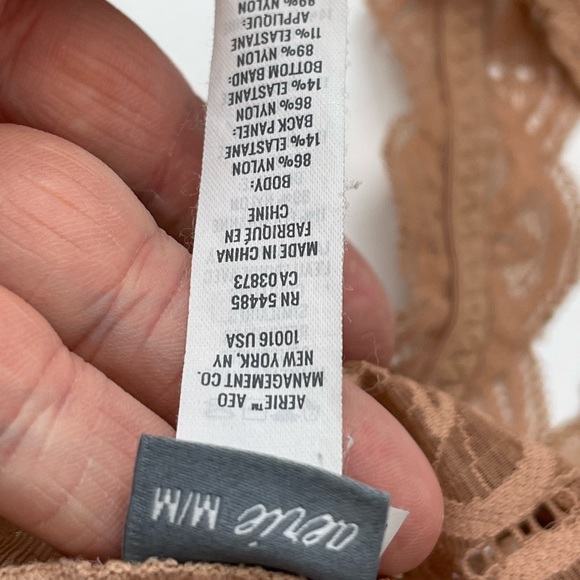 aerie M/M
AERIE™ AEO
MANAGEMENT CO.
NEW YORK, NY
10016 USA
RN 54485
CA 03873
MADE IN CHINA
FABRIQUÉ EN
CHINE
BODY:
86% NYLON
14% ELASTANE
BACK PANEL:
86% NYLON
14% ELASTANE
BOTTOM BAND:
89% NYLON
11% ELASTANE
APPLIQUE:
89% NYLON